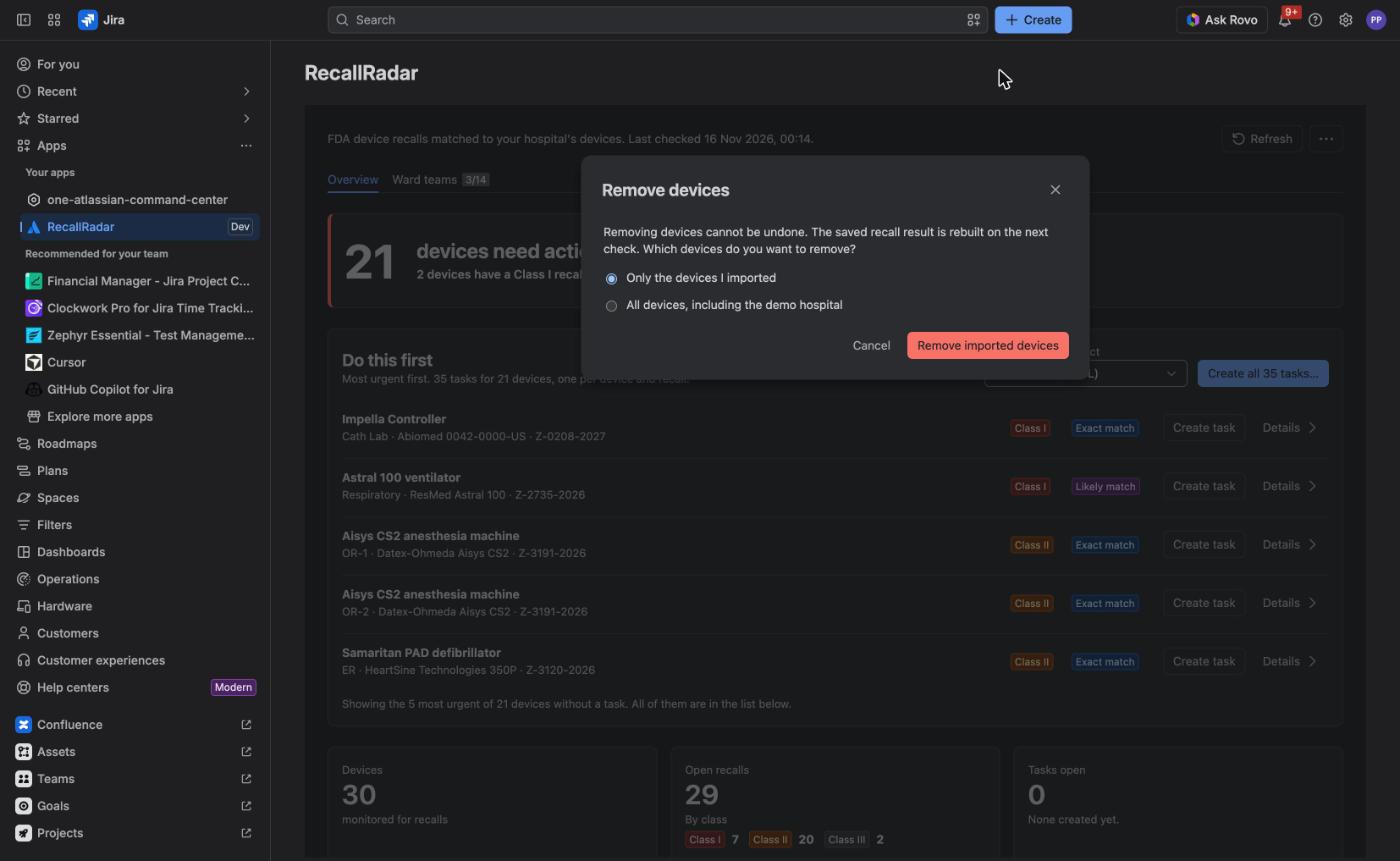 Jira
Search
Create
Ask Rovo
9+
PP
For you
Recent
Starred
Apps
Your apps
one-atlassian-command-center
RecallRadar
Dev
Recommended for your team
Financial Manager - Jira Project C...
Clockwork Pro for Jira Time Tracki...
Zephyr Essential - Test Manageme...
Cursor
GitHub Copilot for Jira
Explore more apps
Roadmaps
Plans
Spaces
Filters
Dashboards
Operations
Hardware
Customers
Customer experiences
Help centers
Modern
Confluence
Assets
Teams
Goals
Projects
RecallRadar
FDA device recalls matched to your hospital's devices. Last checked 16 Nov 2026, 00:14.
Refresh
Overview
Ward teams 3/14
21
devices need acti
2 devices have a Class I recal
Remove devices
Removing devices cannot be undone. The saved recall result is rebuilt on the next
check. Which devices do you want to remove?
Only the devices I imported
All devices, including the demo hospital
Cancel
Remove imported devices
Do this first
Most urgent first. 35 tasks for 21 devices, one per device and recall.
ct
L)
Create all 35 tasks...
Impella Controller
Cath Lab · Abiomed 0042-0000-US · Z-0208-2027
Class I
Exact match
Create task
Details
Astral 100 ventilator
Respiratory · ResMed Astral 100 · Z-2735-2026
Class I
Likely match
Create task
Details
Aisys CS2 anesthesia machine
OR-1 · Datex-Ohmeda Aisys CS2 · Z-3191-2026
Class II
Exact match
Create task
Details
Aisys CS2 anesthesia machine
OR-2 · Datex-Ohmeda Aisys CS2 · Z-3191-2026
Class II
Exact match
Create task
Details
Samaritan PAD defibrillator
ER · HeartSine Technologies 350P · Z-3120-2026
Class II
Exact match
Create task
Details
Showing the 5 most urgent of 21 devices without a task. All of them are in the list below.
Devices
30
monitored for recalls
Open recalls
29
By class
Class I 7 Class II 20 Class III 2
Tasks open
0
None created yet.